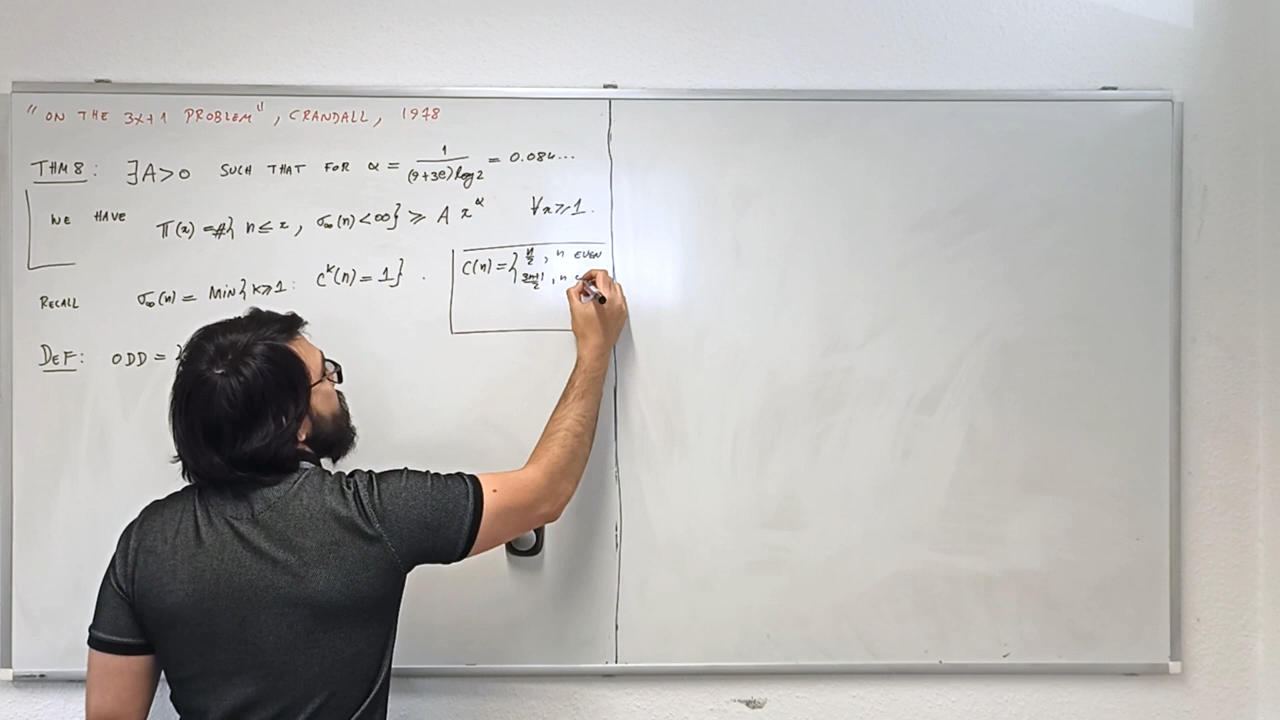 "ON THE 3x+1 PROBLEM", CRANDALL, 1978
THM 8: ∃A>0 SUCH THAT FOR α = 1/((9+3e) log 2) = 0.084...
WE HAVE π(x) = #{ n ≤ x, σ∞(n) < ∞} ≥ A x^α ∀x≥1.
RECALL σ∞(n) = MIN{ K≥1: C^K(n) = 1}.
C(n) = { n/2, n EVEN
(3n+1)/2, n
DEF: ODD = {